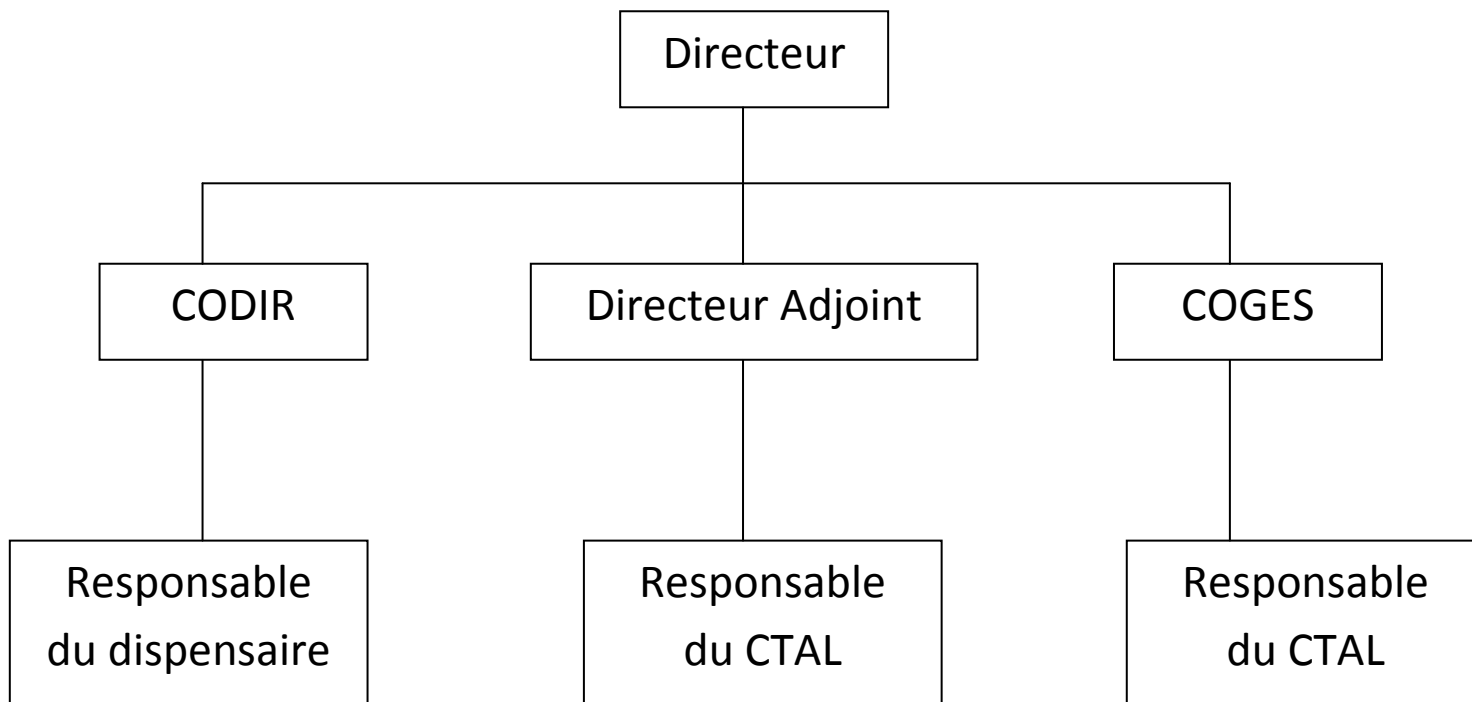 Directeur
CODIR
Directeur Adjoint
COGES
Responsable
du dispensaire
Responsable
du CTAL
Responsable
du CTAL